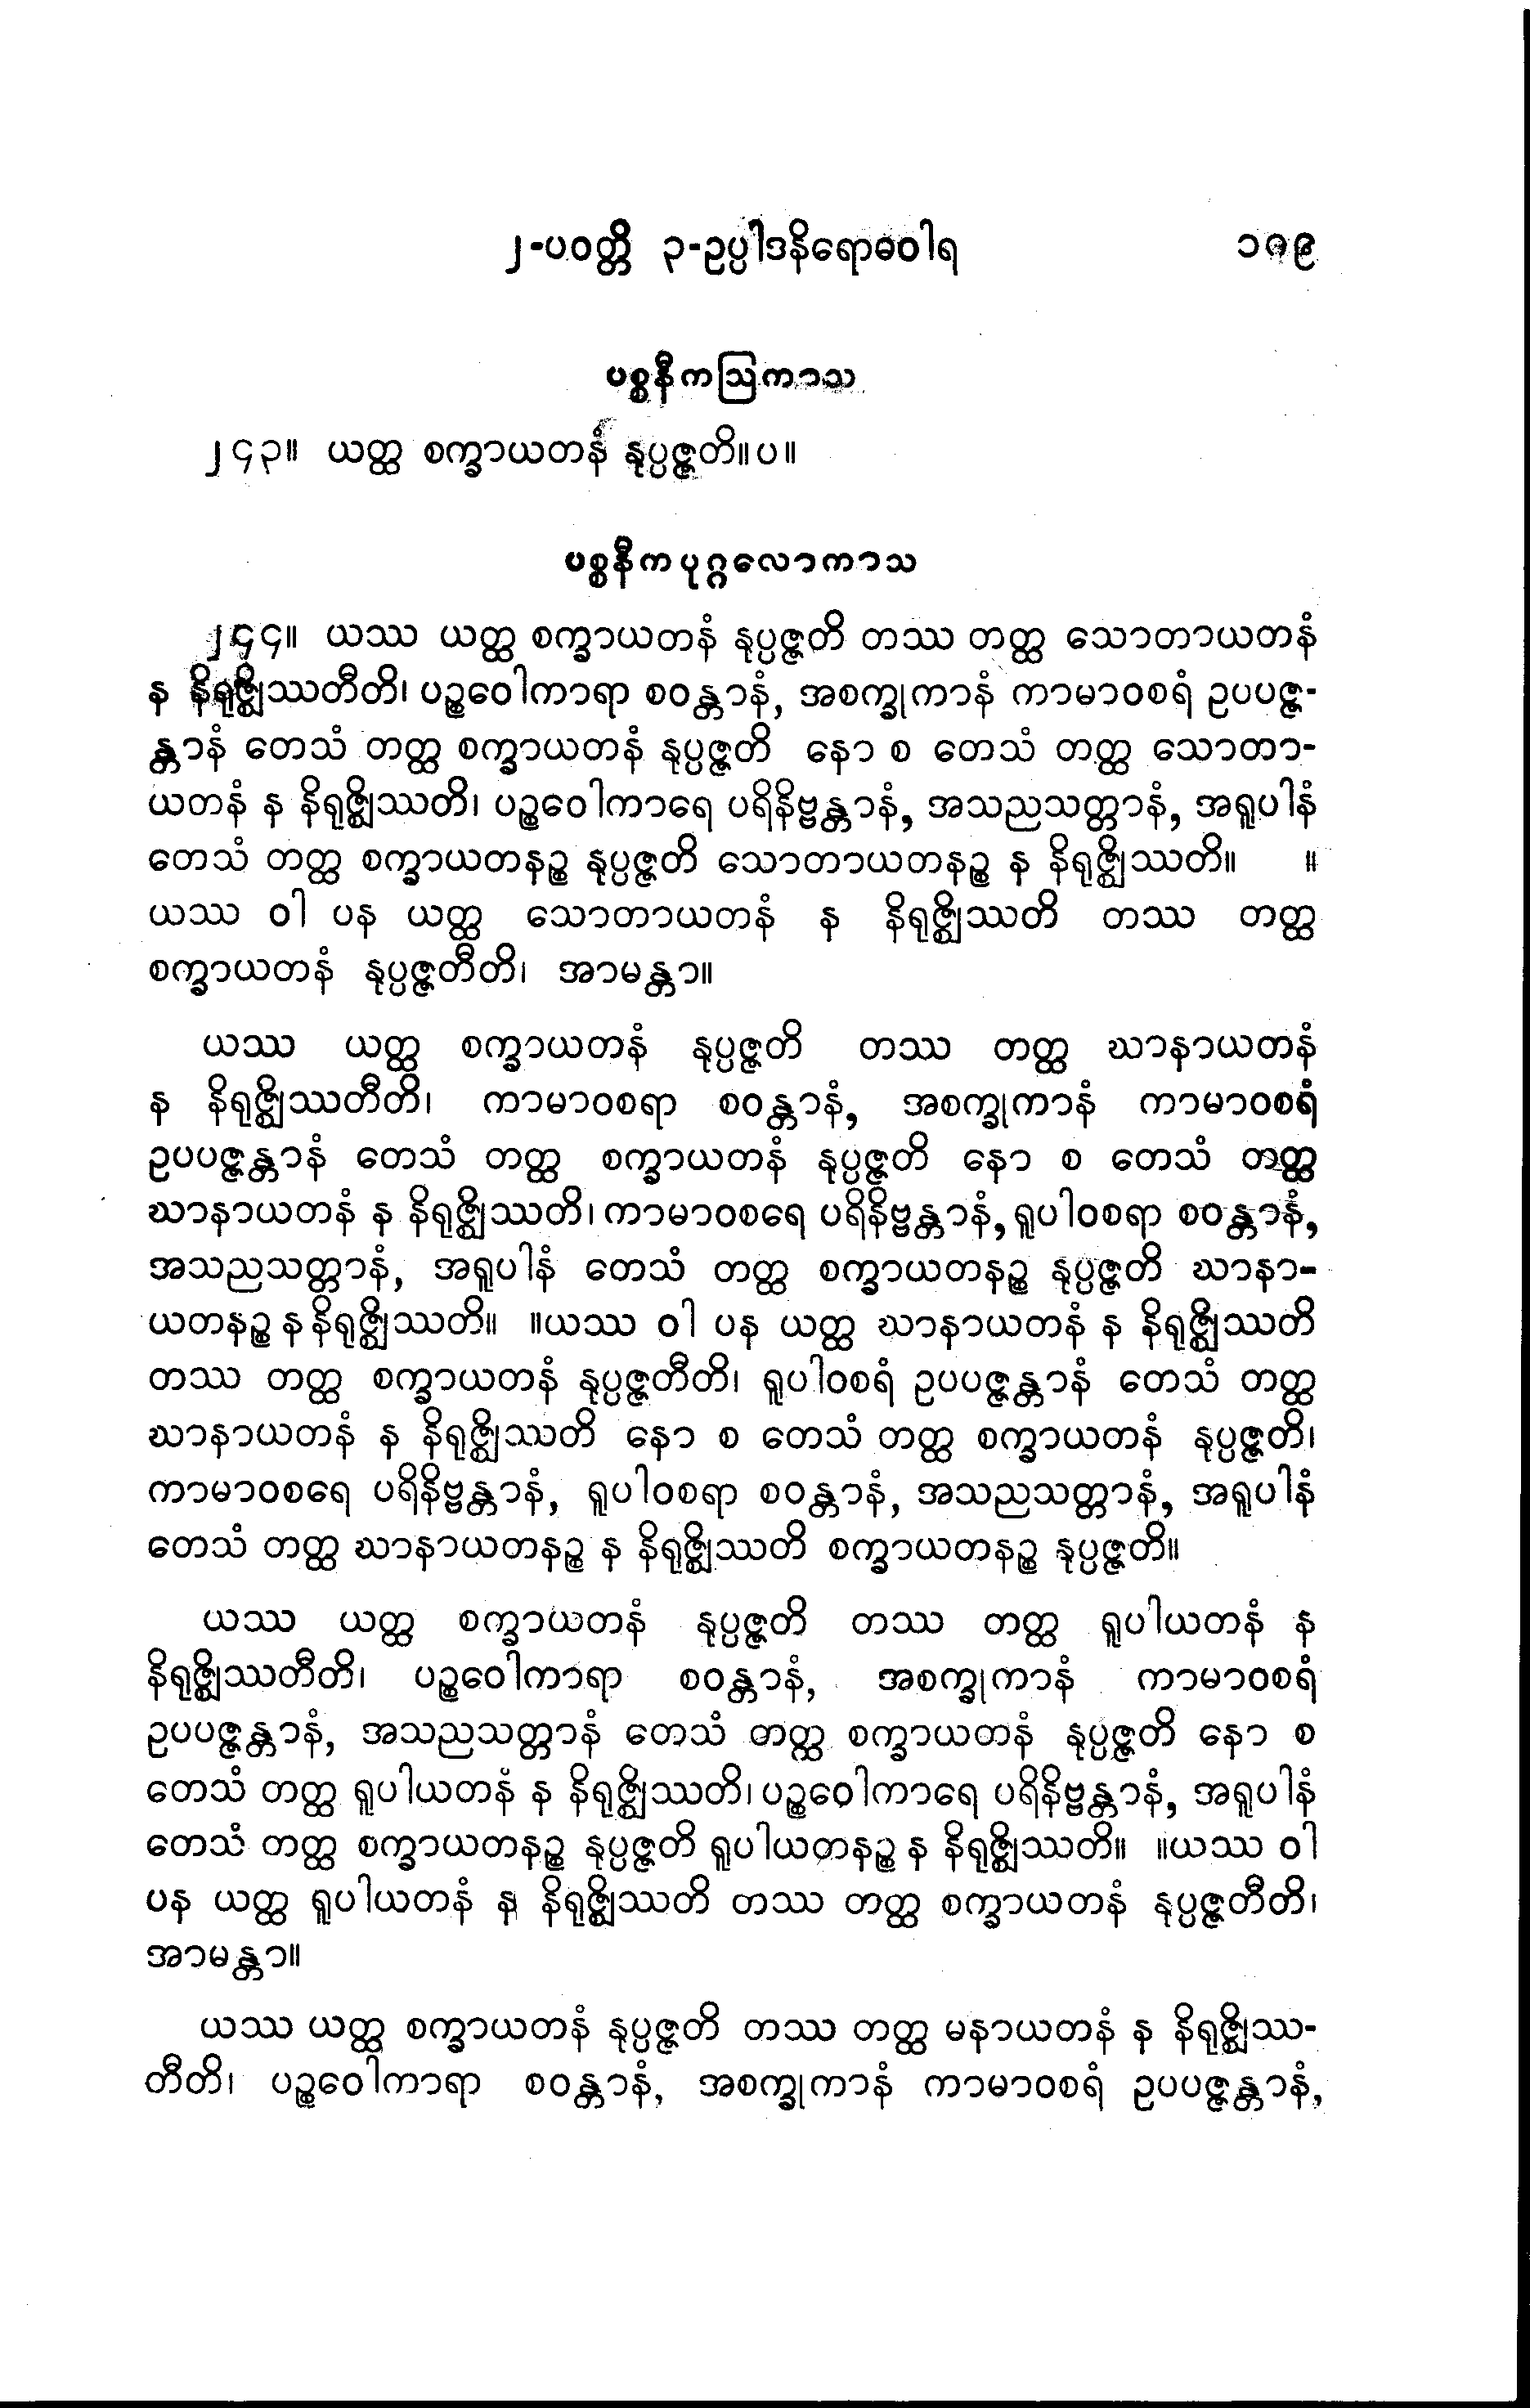 ၂-ပဝတ္တိ ၃-ဥပ္ပါဒနိရောဓဝါရ ၁၈၉
ပစ္စနီကဩကာသ
၂၄၃။ ယတ္ထ စက္ခာယတနံ နုပ္ပဇ္ဇတိ။ပ။
ပစ္စနီကပုဂ္ဂလောကာသ
၂၄၄။ ယဿ ယတ္ထ စက္ခာယတနံ နုပ္ပဇ္ဇတိ တဿ တတ္ထ သောတာယတနံ
န နိရုဇ္ဈိဿတီတိ၊ ပဉ္စဝေါကာရာ စဝန္တာနံ, အစက္ခုကာနံ ကာမာဝစရံ ဥပပဇ္ဇ-
န္တာနံ တေသံ တတ္ထ စက္ခာယတနံ နုပ္ပဇ္ဇတိ နော စ တေသံ တတ္ထ သောတာ-
ယတနံ န နိရုဇ္ဈိဿတိ၊ ပဉ္စဝေါကာရေ ပရိနိဗ္ဗန္တာနံ, အသညသတ္တာနံ, အရူပါနံ
တေသံ တတ္ထ စက္ခာယတနဉ္စ နုပ္ပဇ္ဇတိ သောတာယတနဉ္စ န နိရုဇ္ဈိဿတိ။ ။
ယဿ ဝါ ပန ယတ္ထ သောတာယတနံ န နိရုဇ္ဈိဿတိ တဿ တတ္ထ
စက္ခာယတနံ နုပ္ပဇ္ဇတီတိ၊ အာမန္တာ။
ယဿ ယတ္ထ စက္ခာယတနံ နုပ္ပဇ္ဇတိ တဿ တတ္ထ ဃာနာယတနံ
န နိရုဇ္ဈိဿတီတိ၊ ကာမာဝစရာ စဝန္တာနံ, အစက္ခုကာနံ ကာမာဝစရံ
ဥပပဇ္ဇန္တာနံ တေသံ တတ္ထ စက္ခာယတနံ နုပ္ပဇ္ဇတိ နော စ တေသံ တတ္ထ
ဃာနာယတနံ န နိရုဇ္ဈိဿတိ၊ ကာမာဝစရေ ပရိနိဗ္ဗန္တာနံ, ရူပါဝစရာ စဝန္တာနံ,
အသညသတ္တာနံ, အရူပါနံ တေသံ တတ္ထ စက္ခာယတနဉ္စ နုပ္ပဇ္ဇတိ ဃာနာ-
ယတနဉ္စ န နိရုဇ္ဈိဿတိ။ ။ယဿ ဝါ ပန ယတ္ထ ဃာနာယတနံ န နိရုဇ္ဈိဿတိ
တဿ တတ္ထ စက္ခာယတနံ နုပ္ပဇ္ဇတီတိ၊ ရူပါဝစရံ ဥပပဇ္ဇန္တာနံ တေသံ တတ္ထ
ဃာနာယတနံ န နိရုဇ္ဈိဿတိ နော စ တေသံ တတ္ထ စက္ခာယတနံ နုပ္ပဇ္ဇတိ၊
ကာမာဝစရေ ပရိနိဗ္ဗန္တာနံ, ရူပါဝစရာ စဝန္တာနံ, အသညသတ္တာနံ, အရူပါနံ
တေသံ တတ္ထ ဃာနာယတနဉ္စ န နိရုဇ္ဈိဿတိ စက္ခာယတနဉ္စ နုပ္ပဇ္ဇတိ။
ယဿ ယတ္ထ စက္ခာယတနံ နုပ္ပဇ္ဇတိ တဿ တတ္ထ ရူပါယတနံ န
နိရုဇ္ဈိဿတီတိ၊ ပဉ္စဝေါကာရာ စဝန္တာနံ, အစက္ခုကာနံ ကာမာဝစရံ
ဥပပဇ္ဇန္တာနံ, အသညသတ္တာနံ တေသံ တတ္ထ စက္ခာယတနံ နုပ္ပဇ္ဇတိ နော စ
တေသံ တတ္ထ ရူပါယတနံ န နိရုဇ္ဈိဿတိ၊ ပဉ္စဝေါကာရေ ပရိနိဗ္ဗန္တာနံ, အရူပါနံ
တေသံ တတ္ထ စက္ခာယတနဉ္စ နုပ္ပဇ္ဇတိ ရူပါယတနဉ္စ န နိရုဇ္ဈိဿတိ။ ။ယဿ ဝါ
ပန ယတ္ထ ရူပါယတနံ န နိရုဇ္ဈိဿတိ တဿ တတ္ထ စက္ခာယတနံ နုပ္ပဇ္ဇတီတိ၊
အာမန္တာ။
ယဿ ယတ္ထ စက္ခာယတနံ နုပ္ပဇ္ဇတိ တဿ တတ္ထ မနာယတနံ န နိရုဇ္ဈိဿ-
တီတိ၊ ပဉ္စဝေါကာရာ စဝန္တာနံ, အစက္ခုကာနံ ကာမာဝစရံ ဥပပဇ္ဇန္တာနံ,